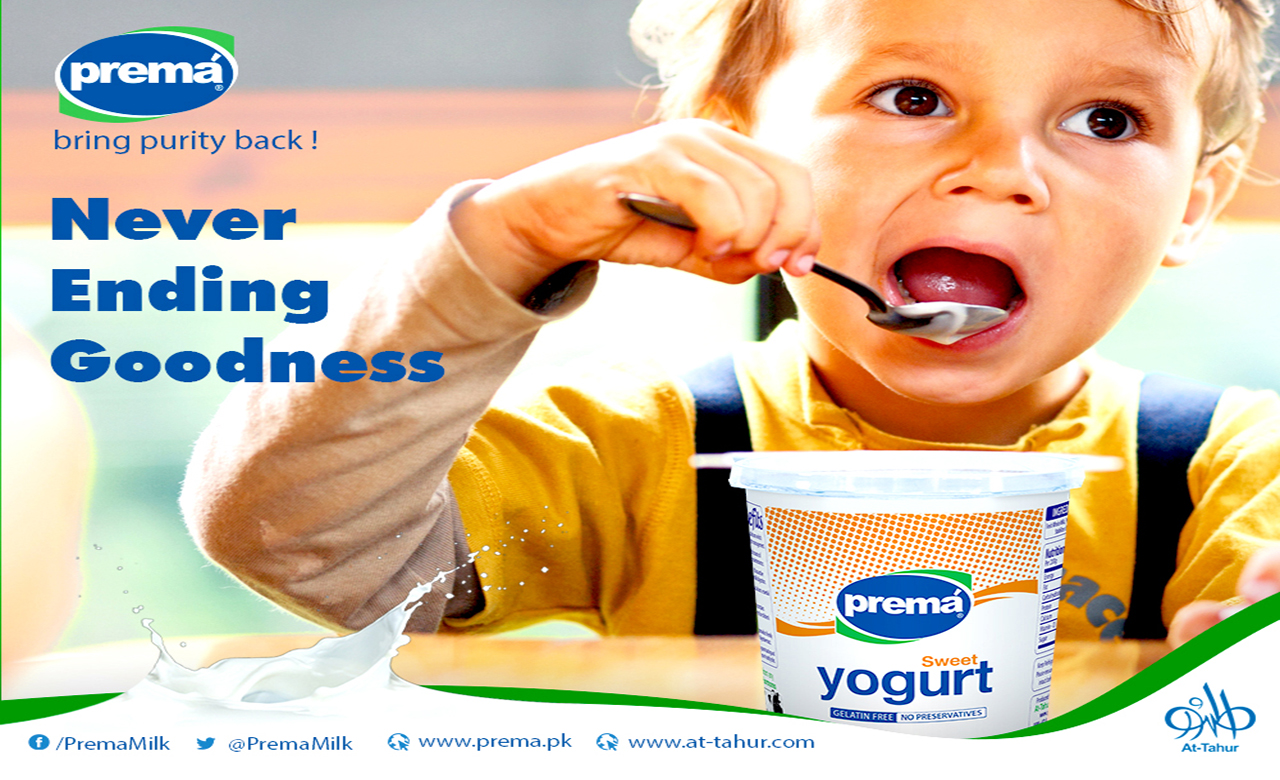 premá®
bring purity back !
Never
Ending
Goodness
premá®
Sweet
yogurt
GELATIN FREE NO PRESERVATIVES
/PremaMilk @PremaMilk www.prema.pk www.at-tahur.com
At-Tahur